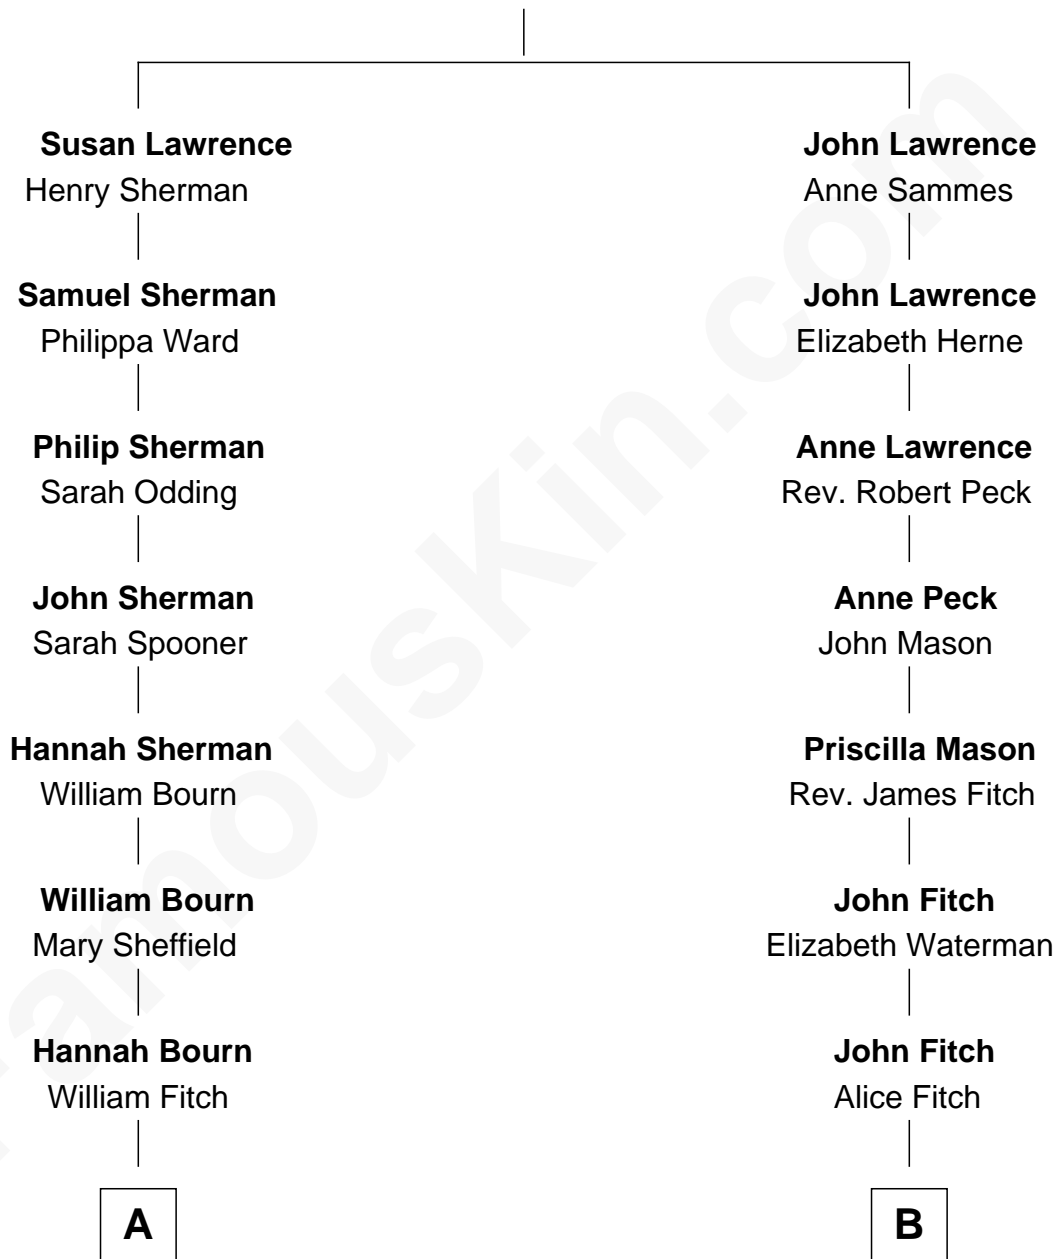 Susan Lawrence
Henry Sherman
Samuel Sherman
Philippa Ward
Philip Sherman
Sarah Odding
John Sherman
Sarah Spooner
Hannah Sherman
William Bourn
William Bourn
Mary Sheffield
Hannah Bourn
William Fitch
A
John Lawrence
Anne Sammes
John Lawrence
Elizabeth Herne
Anne Lawrence
Rev. Robert Peck
Anne Peck
John Mason
Priscilla Mason
Rev. James Fitch
John Fitch
Elizabeth Waterman
John Fitch
Alice Fitch
B
FamousKin.com